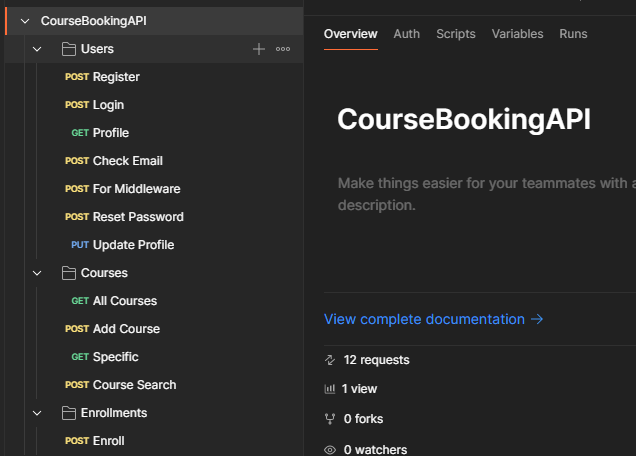 CourseBookingAPI
Users
POST Register
POST Login
GET Profile
POST Check Email
POST For Middleware
POST Reset Password
PUT Update Profile
Courses
GET All Courses
POST Add Course
GET Specific
POST Course Search
Enrollments
POST Enroll
Overview Auth Scripts Variables Runs
CourseBookingAPI
Make things easier for your teammates with a
description.
View complete documentation →
12 requests
1 view
0 forks
0 watchers